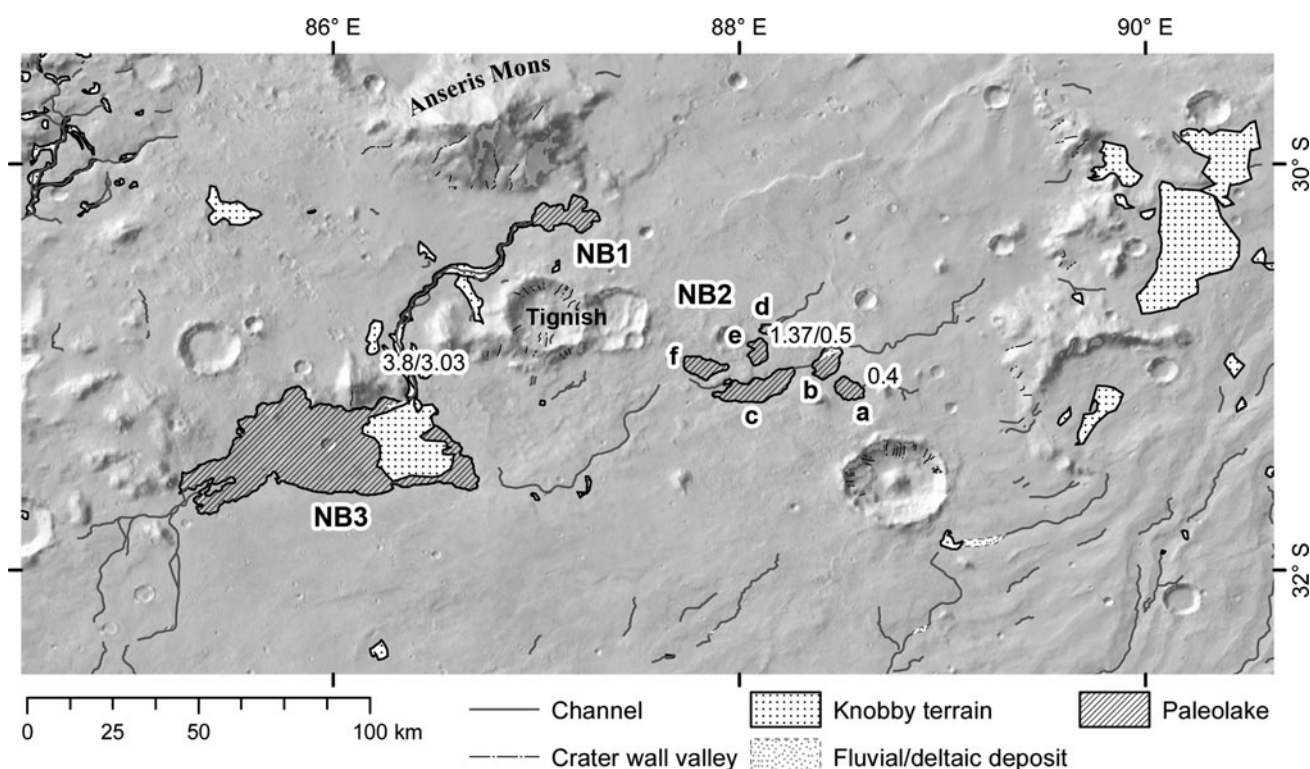 86° E
88° E
90° E
Anseris Mons
30° S
NB1
NB2
Tignish
d
1.37/0.5
e
3.8/3.03
f
0.4
b
a
c
NB3
32° S
0 25 50 100 km
Channel
Knobby terrain
Paleolake
Crater wall valley
Fluvial/deltaic deposit